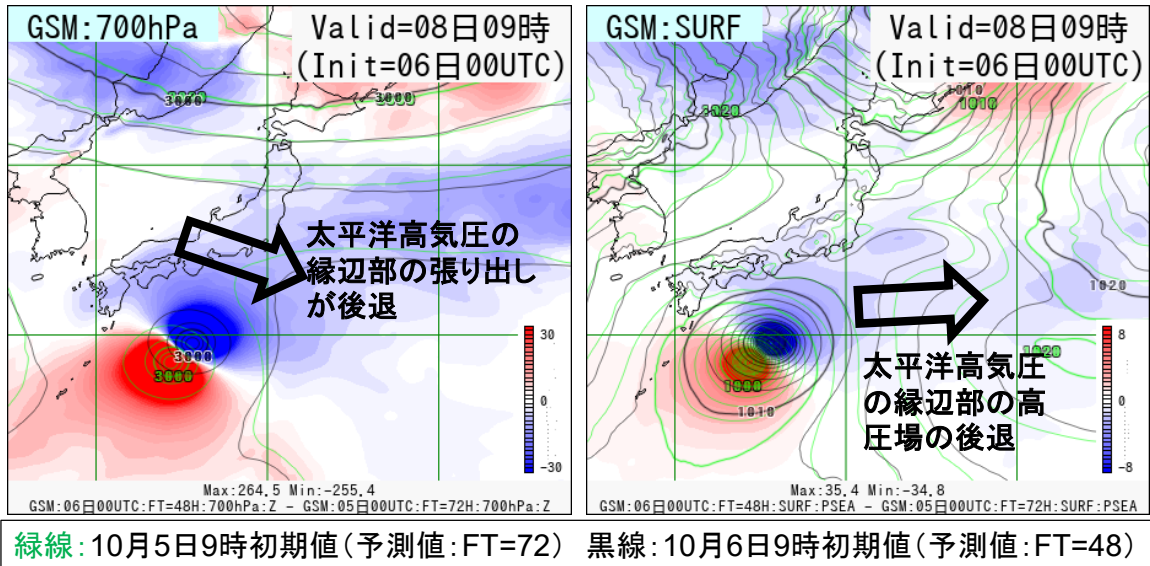 GSM:700hPa
Valid=08日09時
(Init=06日00UTC)
3000
3000
太平洋高気圧の
縁辺部の張り出し
が後退
3000
3000
30
0
-30
Max:264.5 Min:-255.4
GSM:06日00UTC:FT=48H:700hPa:Z - GSM:05日00UTC:FT=72H:700hPa:Z
GSM:SURF
Valid=08日09時
(Init=06日00UTC)
1010
1010
1020
1020
1020
太平洋高気圧
の縁辺部の高
圧場の後退
1000
1010
8
0
-8
Max:35.4 Min:-34.8
GSM:06日00UTC:FT=48H:SURF:PSEA - GSM:05日00UTC:FT=72H:SURF:PSEA
緑線:10月5日9時初期値(予測値:FT=72) 黒線:10月6日9時初期値(予測値:FT=48)